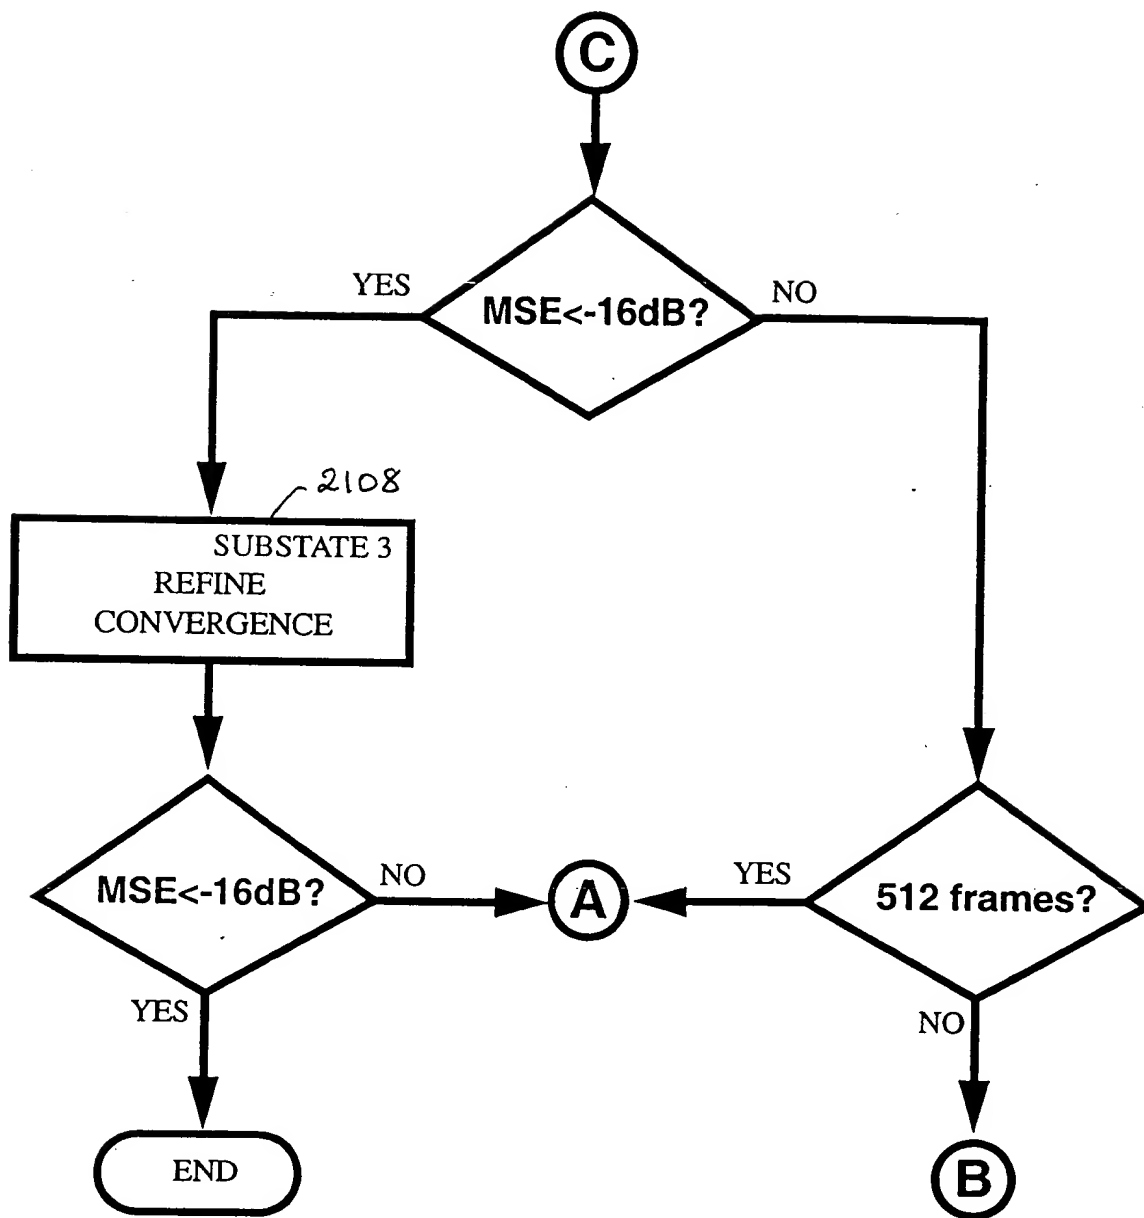 C
MSE<-16dB?
YES
NO
2108
SUBSTATE 3
REFINE
CONVERGENCE
MSE<-16dB?
NO
A
YES
512 frames?
YES
NO
END
B